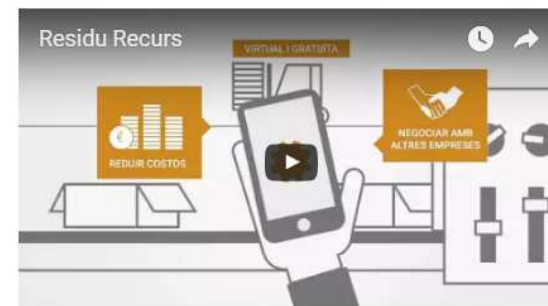 Residu Recurs
VIRTUAL I GRATUÏTA
€
REDUIR COSTOS
NEGOCIAR AMB
ALTRES EMPRESES